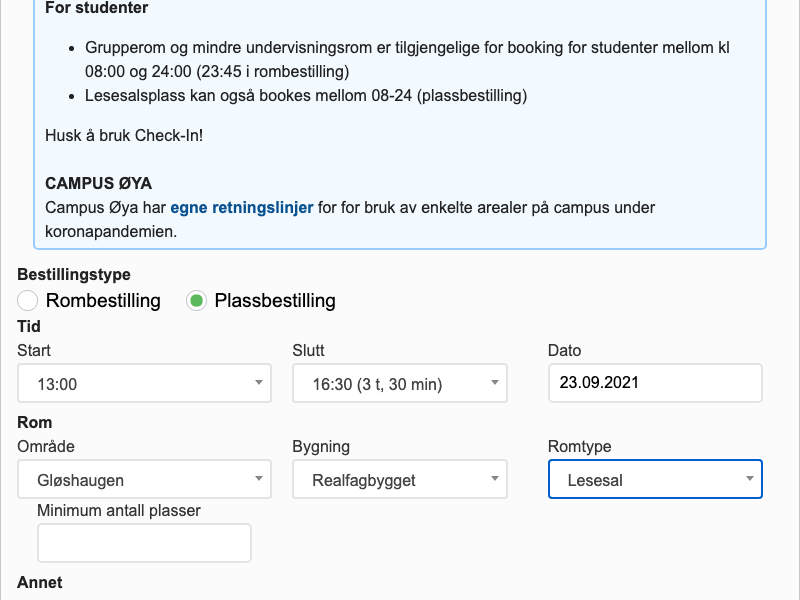 For studenter
Grupperom og mindre undervisningsrom er tilgjengelige for booking for studenter mellom kl
08:00 og 24:00 (23:45 i rombestilling)
Lesesalsplass kan også bookes mellom 08-24 (plassbestilling)
Husk å bruk Check-In!
CAMPUS ØYA
Campus Øya har egne retningslinjer for for bruk av enkelte arealer på campus under
koronapandemien.
Bestillingstype
Rombestilling Plassbestilling
Tid
Start Slutt Dato
13:00 16:30 (3 t, 30 min) 23.09.2021
Rom
Område Bygning Romtype
Gløshaugen Realfagbygget Lesesal
Minimum antall plasser
Annet